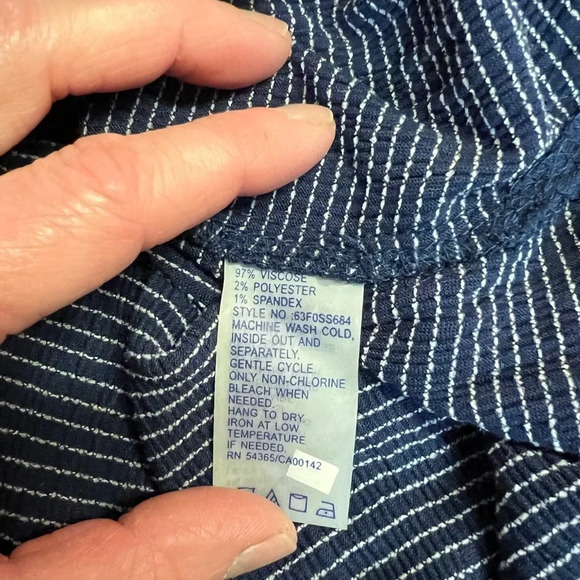 97% VISCOSE
2% POLYESTER
1% SPANDEX
STYLE NO :63F0SS684
MACHINE WASH COLD,
INSIDE OUT AND
SEPARATELY.
GENTLE CYCLE.
ONLY NON-CHLORINE
BLEACH WHEN
NEEDED.
HANG TO DRY
IRON AT LOW
TEMPERATURE
IF NEEDED.
RN 54365/CA00142